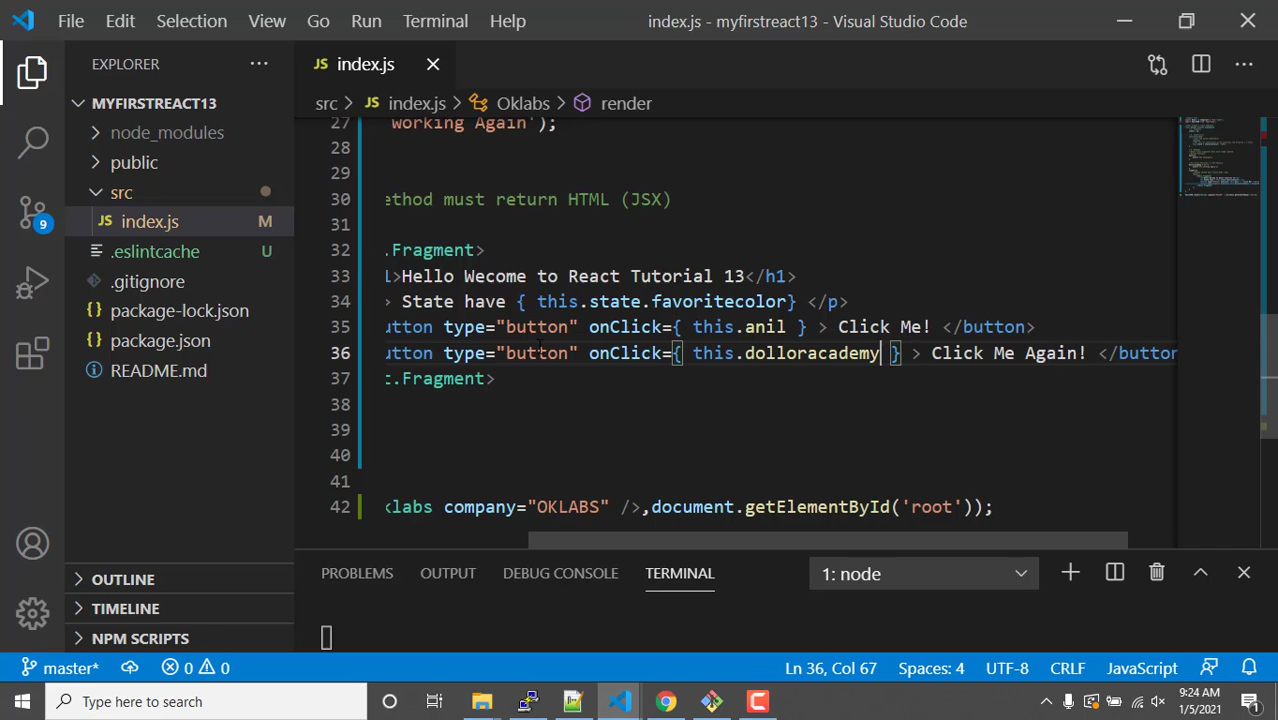 File Edit Selection View Go Run Terminal Help index.js - myfirstreact13 - Visual Studio Code
EXPLORER
MYFIRSTREACT13
node_modules
public
src
JS index.js M
.eslintcache U
.gitignore
{} package-lock.json
{} package.json
README.md
OUTLINE
TIMELINE
NPM SCRIPTS
9
JS index.js
src > JS index.js > Oklabs > render
27 working Again');
28
29
30 ethod must return HTML (JSX)
31
32 .Fragment>
33 1>Hello Wecome to React Tutorial 13</h1>
34 > State have { this.state.favoritecolor} </p>
35 utton type="button" onClick={ this.anil } > Click Me! </button>
36 utton type="button" onClick={ this.dolloracademy } > Click Me Again! </button
37 t.Fragment>
38
39
40
41
42 klabs company="OKLABS" />,document.getElementById('root'));
PROBLEMS OUTPUT DEBUG CONSOLE TERMINAL 1: node
master* 0 0 Ln 36, Col 67 Spaces: 4 UTF-8 CRLF JavaScript
Type here to search
9:24 AM
1/5/2021
1